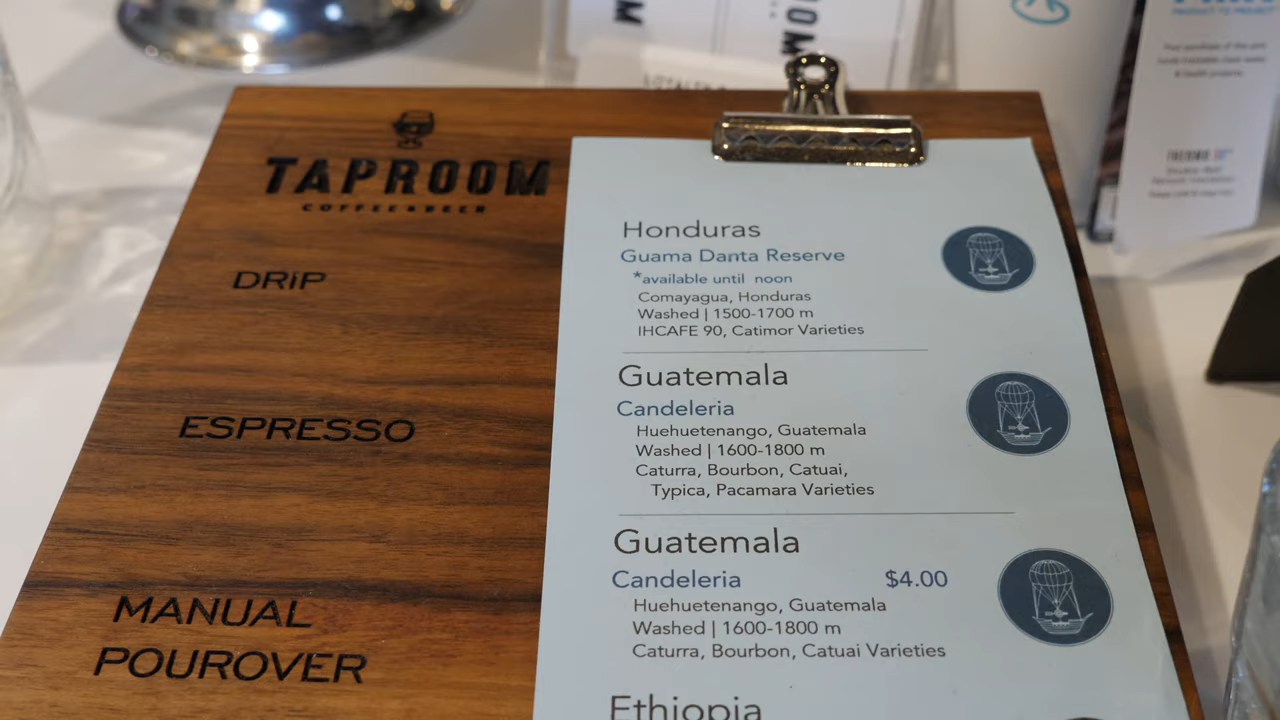 TAPROOM
COFFEE & BEER
DRIP
ESPRESSO
MANUAL
POUROVER
Honduras
Guama Danta Reserve
*available until noon
Comayagua, Honduras
Washed | 1500-1700 m
IHCAFE 90, Catimor Varieties
Guatemala
Candeleria
Huehuetenango, Guatemala
Washed | 1600-1800 m
Caturra, Bourbon, Catuai,
Typica, Pacamara Varieties
Guatemala
Candeleria $4.00
Huehuetenango, Guatemala
Washed | 1600-1800 m
Caturra, Bourbon, Catuai Varieties
Ethiopia